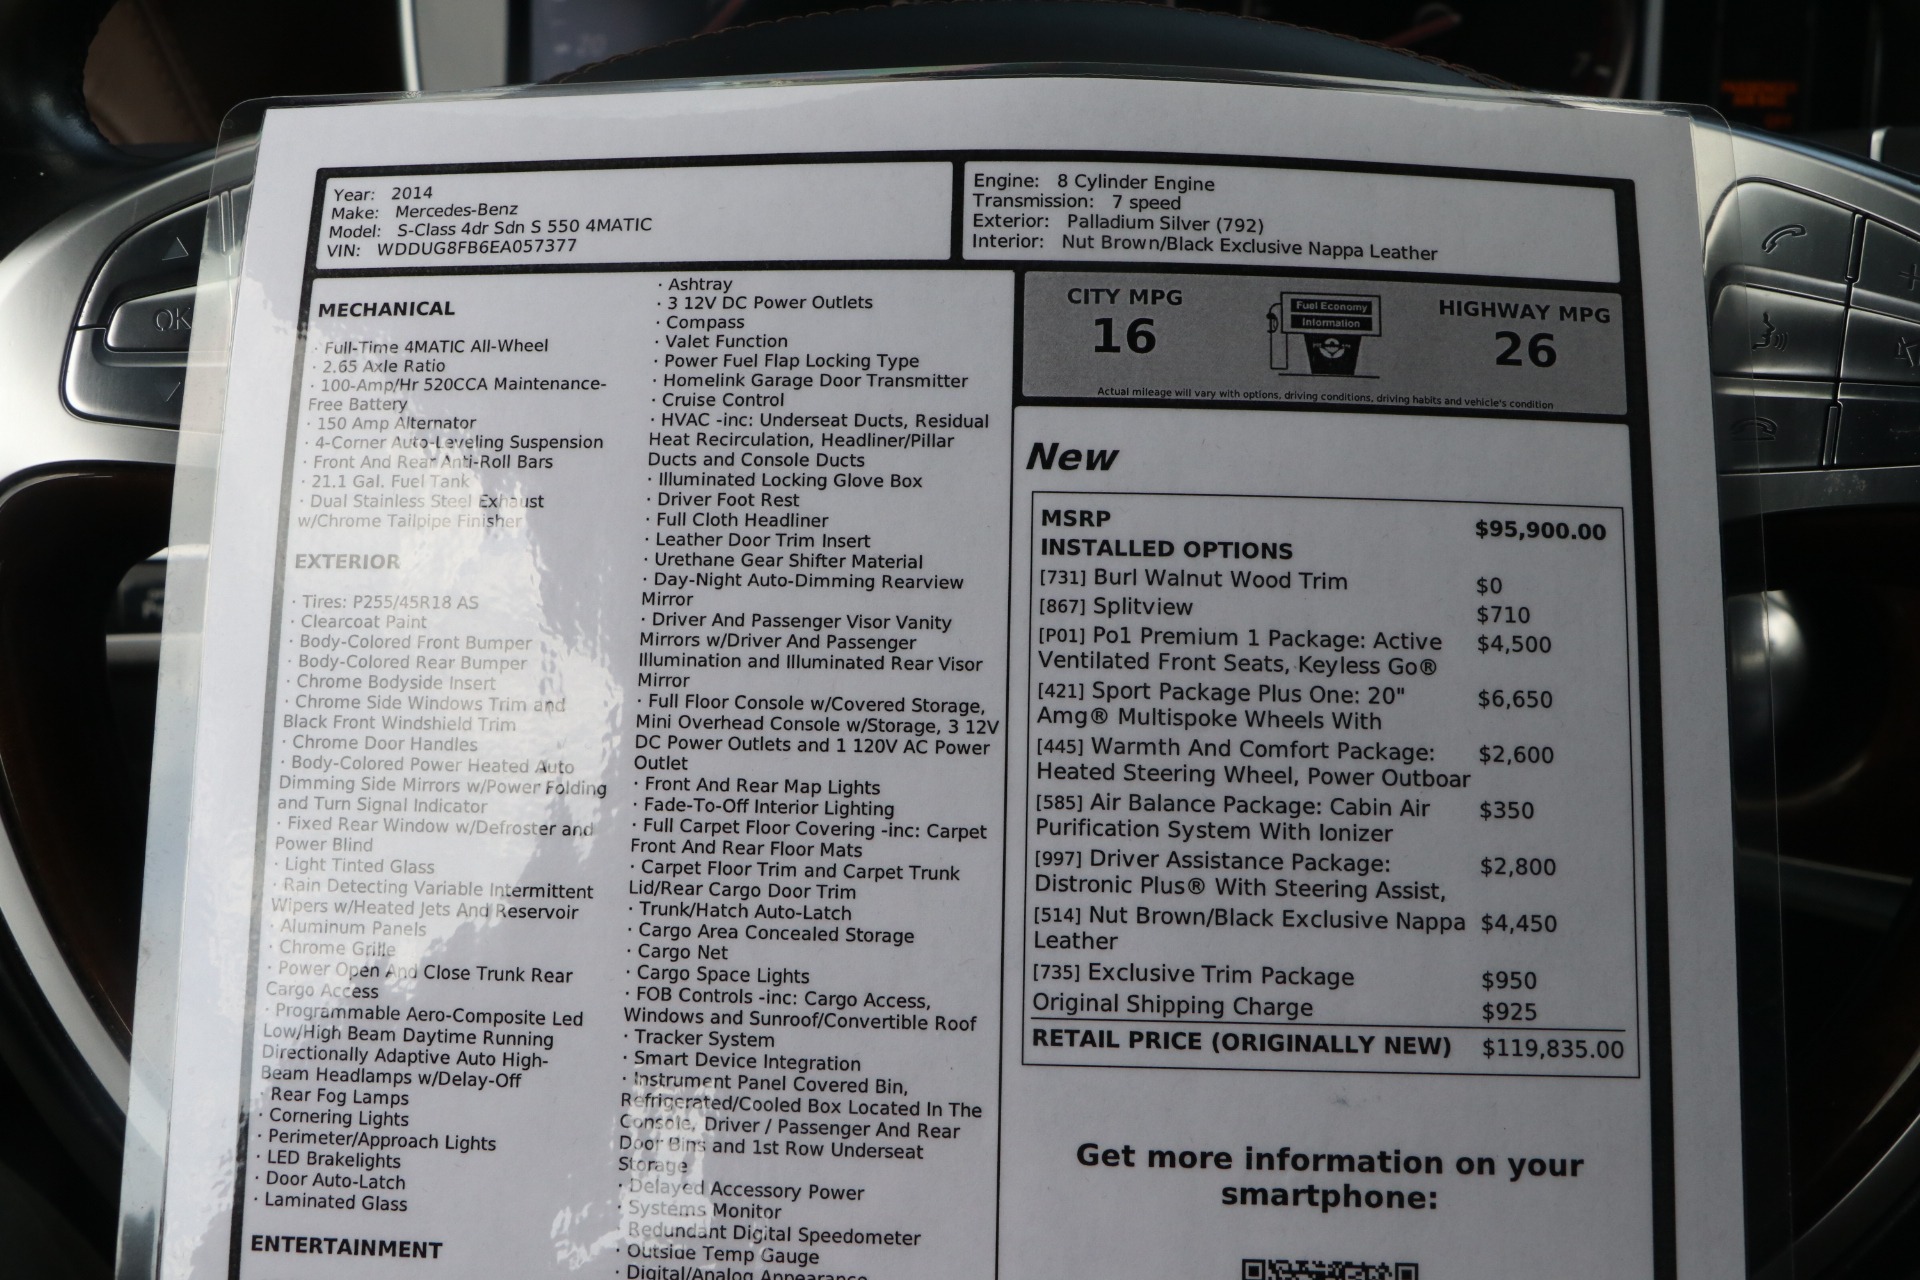 Year: 2014
Make: Mercedes-Benz
Model: S-Class 4dr Sdn S 550 4MATIC
VIN: WDDUG8FB6EA057377
Engine: 8 Cylinder Engine
Transmission: 7 speed
Exterior: Palladium Silver (792)
Interior: Nut Brown/Black Exclusive Nappa Leather
OK
MECHANICAL
· Full-Time 4MATIC All-Wheel
· 2.65 Axle Ratio
· 100-Amp/Hr 520CCA Maintenance-
Free Battery
· 150 Amp Alternator
· 4-Corner Auto-Leveling Suspension
· Front And Rear Anti-Roll Bars
· 21.1 Gal. Fuel Tank
· Dual Stainless Steel Exhaust
w/Chrome Tailpipe Finisher
EXTERIOR
· Tires: P255/45R18 AS
· Clearcoat Paint
· Body-Colored Front Bumper
· Body-Colored Rear Bumper
· Chrome Bodyside Insert
· Chrome Side Windows Trim and
Black Front Windshield Trim
· Chrome Door Handles
· Body-Colored Power Heated Auto
Dimming Side Mirrors w/Power Folding
and Turn Signal Indicator
· Fixed Rear Window w/Defroster and
Power Blind
· Light Tinted Glass
· Rain Detecting Variable Intermittent
Wipers w/Heated Jets And Reservoir
· Aluminum Panels
· Chrome Grille
· Power Open And Close Trunk Rear
Cargo Access
· Programmable Aero-Composite Led
Low/High Beam Daytime Running
Directionally Adaptive Auto High-
Beam Headlamps w/Delay-Off
· Rear Fog Lamps
· Cornering Lights
· Perimeter/Approach Lights
· LED Brakelights
· Door Auto-Latch
· Laminated Glass
ENTERTAINMENT
· Ashtray
· 3 12V DC Power Outlets
· Compass
· Valet Function
· Power Fuel Flap Locking Type
· Homelink Garage Door Transmitter
· Cruise Control
· HVAC -inc: Underseat Ducts, Residual
Heat Recirculation, Headliner/Pillar
Ducts and Console Ducts
· Illuminated Locking Glove Box
· Driver Foot Rest
· Full Cloth Headliner
· Leather Door Trim Insert
· Urethane Gear Shifter Material
· Day-Night Auto-Dimming Rearview
Mirror
· Driver And Passenger Visor Vanity
Mirrors w/Driver And Passenger
Illumination and Illuminated Rear Visor
Mirror
· Full Floor Console w/Covered Storage,
Mini Overhead Console w/Storage, 3 12V
DC Power Outlets and 1 120V AC Power
Outlet
· Front And Rear Map Lights
· Fade-To-Off Interior Lighting
· Full Carpet Floor Covering -inc: Carpet
Front And Rear Floor Mats
· Carpet Floor Trim and Carpet Trunk
Lid/Rear Cargo Door Trim
· Trunk/Hatch Auto-Latch
· Cargo Area Concealed Storage
· Cargo Net
· Cargo Space Lights
· FOB Controls -inc: Cargo Access,
Windows and Sunroof/Convertible Roof
· Tracker System
· Smart Device Integration
· Instrument Panel Covered Bin,
Refrigerated/Cooled Box Located In The
Console, Driver / Passenger And Rear
Door Bins and 1st Row Underseat
Storage
· Delayed Accessory Power
· Systems Monitor
· Redundant Digital Speedometer
· Outside Temp Gauge
· Digital/Analog Appearance
CITY MPG
16
Fuel Economy
Information
HIGHWAY MPG
26
Actual mileage will vary with options, driving conditions, driving habits and vehicle's condition
New
MSRP $95,900.00
INSTALLED OPTIONS
[731] Burl Walnut Wood Trim $0
[867] Splitview $710
[P01] Po1 Premium 1 Package: Active $4,500
Ventilated Front Seats, Keyless Go®
[421] Sport Package Plus One: 20" $6,650
Amg® Multispoke Wheels With
[445] Warmth And Comfort Package: $2,600
Heated Steering Wheel, Power Outboar
[585] Air Balance Package: Cabin Air $350
Purification System With Ionizer
[997] Driver Assistance Package: $2,800
Distronic Plus® With Steering Assist,
[514] Nut Brown/Black Exclusive Nappa $4,450
Leather
[735] Exclusive Trim Package $950
Original Shipping Charge $925
RETAIL PRICE (ORIGINALLY NEW) $119,835.00
Get more information on your
smartphone: